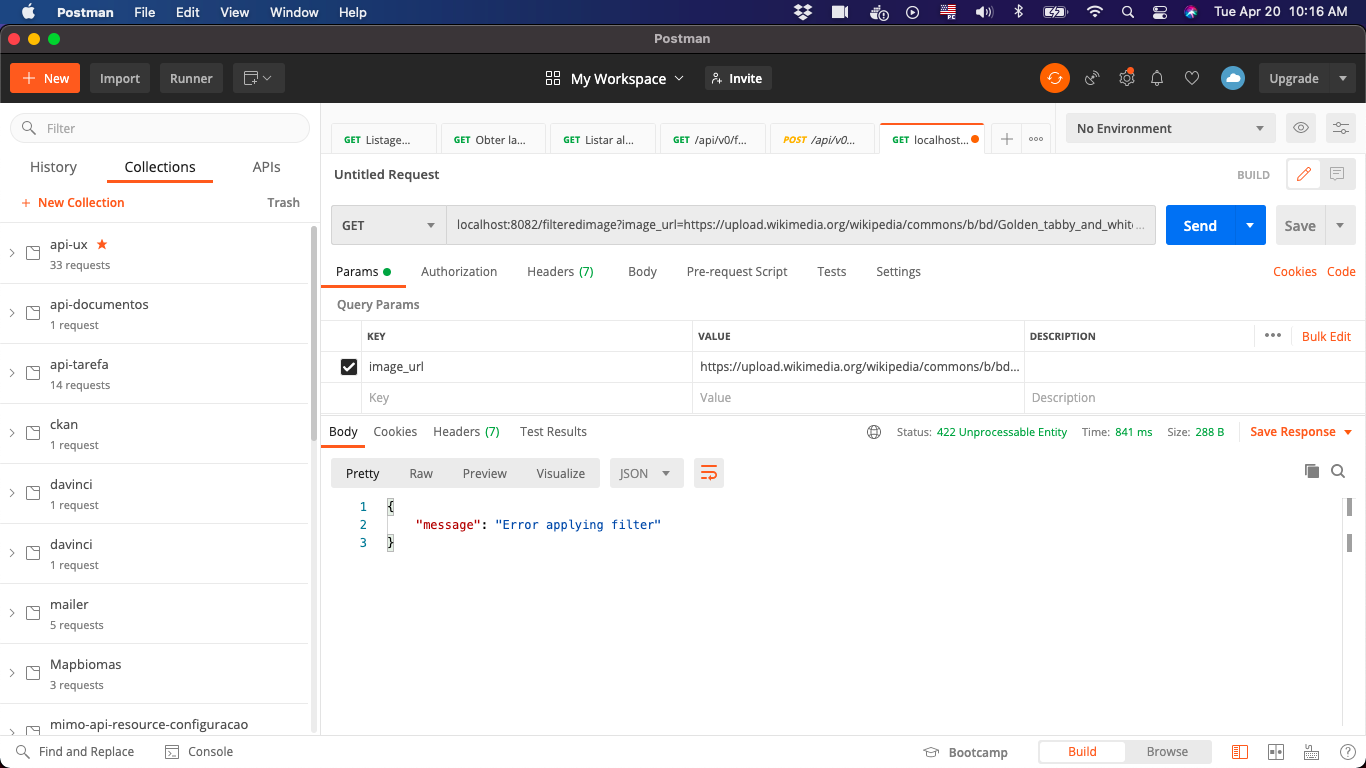 Postman File Edit View Window Help Tue Apr 20 10:16 AM
Postman
+ New Import Runner My Workspace Invite Upgrade
Filter
History Collections APIs
+ New Collection Trash
api-ux
33 requests
api-documentos
1 request
api-tarefa
14 requests
ckan
1 request
davinci
1 request
davinci
1 request
mailer
5 requests
Mapbiomas
3 requests
mimo-api-resource-configuracao
GET Listage... GET Obter la... GET Listar al... GET /api/v0/f... POST /api/v0... GET localhost... + ooo No Environment
Untitled Request BUILD
GET localhost:8082/filteredimage?image_url=https://upload.wikimedia.org/wikipedia/commons/b/bd/Golden_tabby_and_white... Send Save
Params Authorization Headers (7) Body Pre-request Script Tests Settings Cookies Code
Query Params
KEY VALUE DESCRIPTION ••• Bulk Edit
image_url https://upload.wikimedia.org/wikipedia/commons/b/bd...
Key Value Description
Body Cookies Headers (7) Test Results Status: 422 Unprocessable Entity Time: 841 ms Size: 288 B Save Response
Pretty Raw Preview Visualize JSON
1 {
2 "message": "Error applying filter"
3 }
Find and Replace Console Bootcamp Build Browse ?